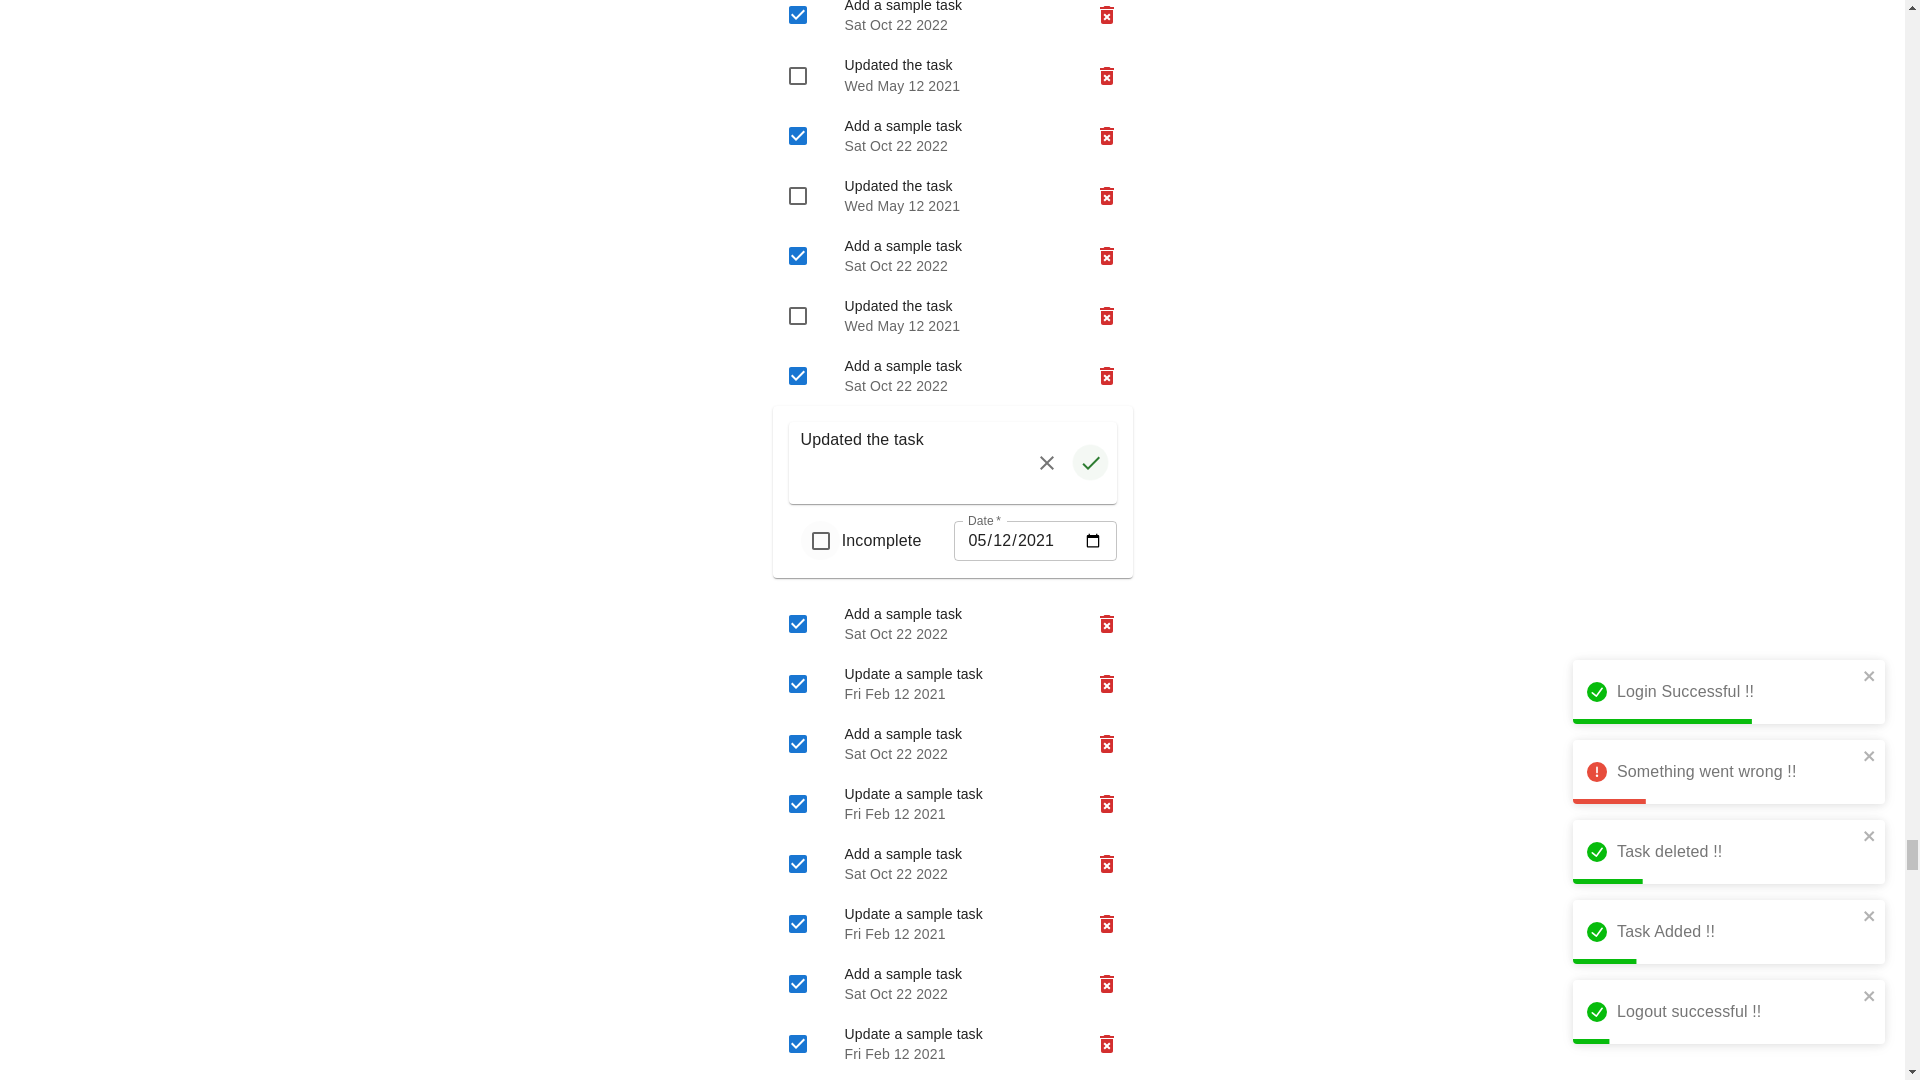 Add a sample task
Sat Oct 22 2022
Updated the task
Wed May 12 2021
Add a sample task
Sat Oct 22 2022
Updated the task
Wed May 12 2021
Add a sample task
Sat Oct 22 2022
Updated the task
Wed May 12 2021
Add a sample task
Sat Oct 22 2022
Updated the task
Incomplete
Date *
05/12/2021
Add a sample task
Sat Oct 22 2022
Update a sample task
Fri Feb 12 2021
Add a sample task
Sat Oct 22 2022
Update a sample task
Fri Feb 12 2021
Add a sample task
Sat Oct 22 2022
Update a sample task
Fri Feb 12 2021
Add a sample task
Sat Oct 22 2022
Update a sample task
Fri Feb 12 2021
Login Successful !!
Something went wrong !!
Task deleted !!
Task Added !!
Logout successful !!